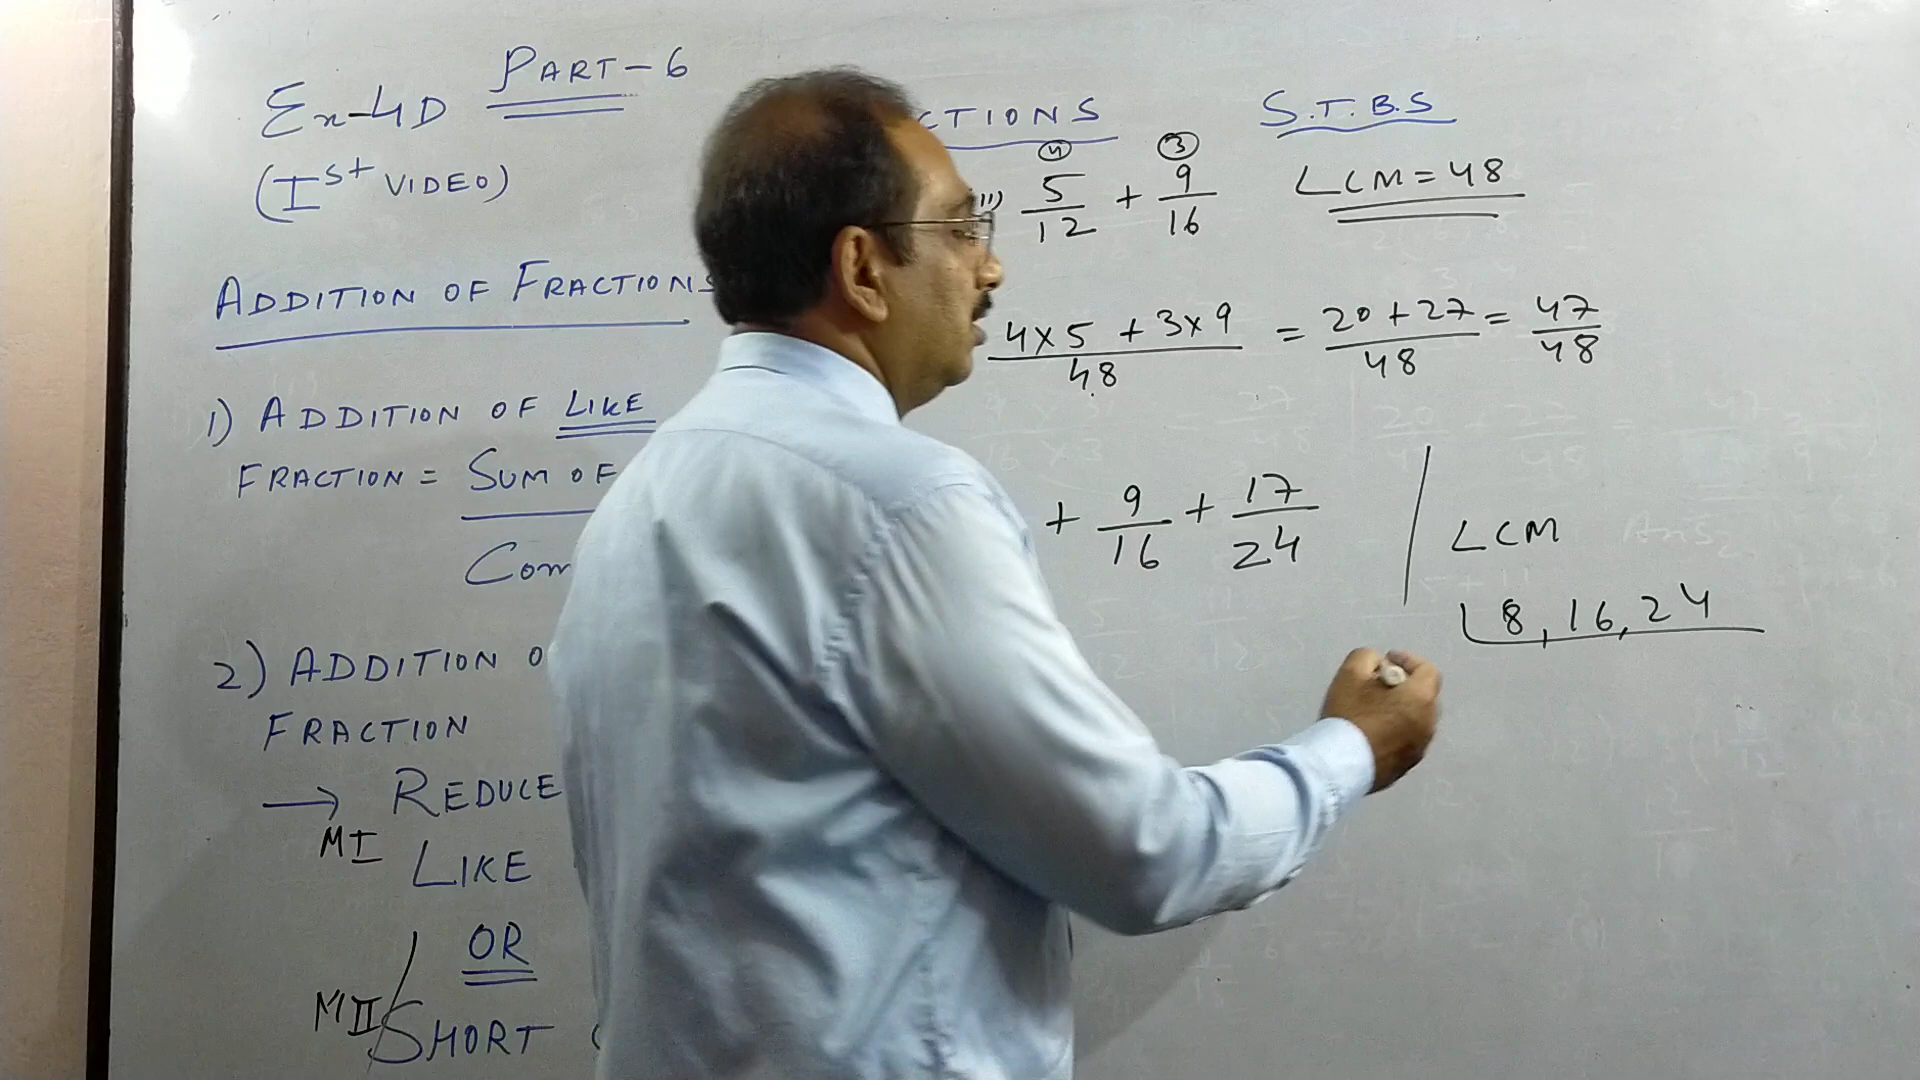 PART-6
Ex-4D
(Ist VIDEO)
ADDITION OF FRACTIONS
1) ADDITION OF LIKE
FRACTION = SUM OF
Com
2) ADDITION O
FRACTION
→ REDUCE
MI
LIKE
OR
MII
SHORT (
CTIONS
S.T.B.S
④ ③
ii) 5/12 + 9/16
LCM = 48
4×5 + 3×9 / 48 = 20+27 / 48 = 47/48
+ 9/16 + 17/24
LCM
8, 16, 24